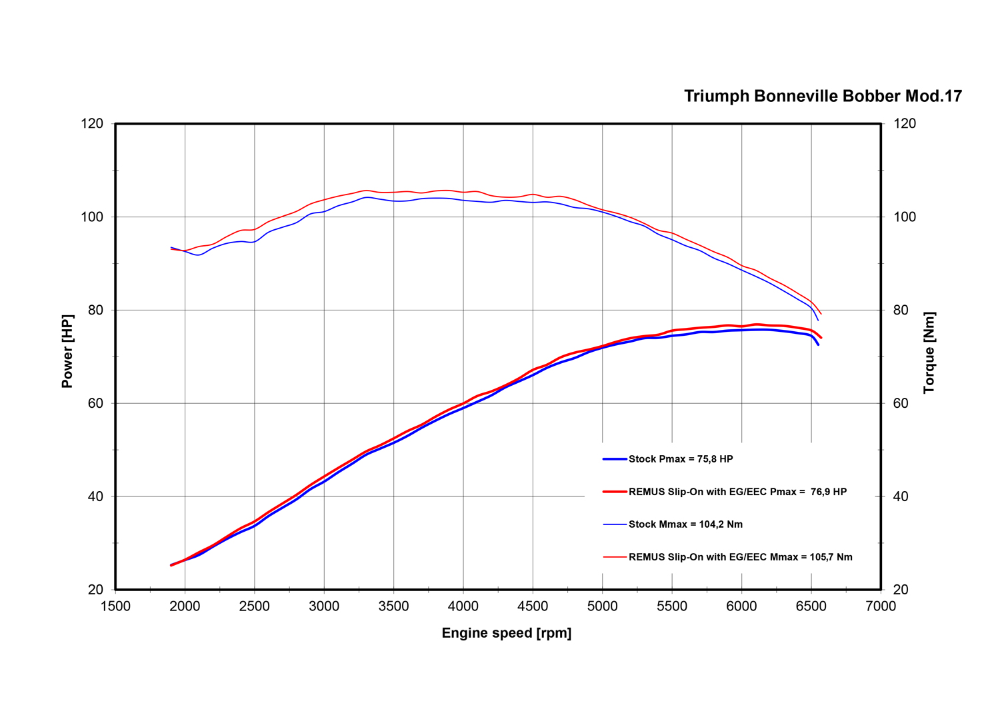 Triumph Bonneville Bobber Mod.17
120 120
100 100
80 80
Power [HP]
Torque [Nm]
60 60
Stock Pmax = 75,8 HP
REMUS Slip-On with EG/EEC Pmax =  76,9 HP
40 40
Stock Mmax = 104,2 Nm
REMUS Slip-On with EG/EEC Mmax = 105,7 Nm
20 20
1500 2000 2500 3000 3500 4000 4500 5000 5500 6000 6500 7000
Engine speed [rpm]